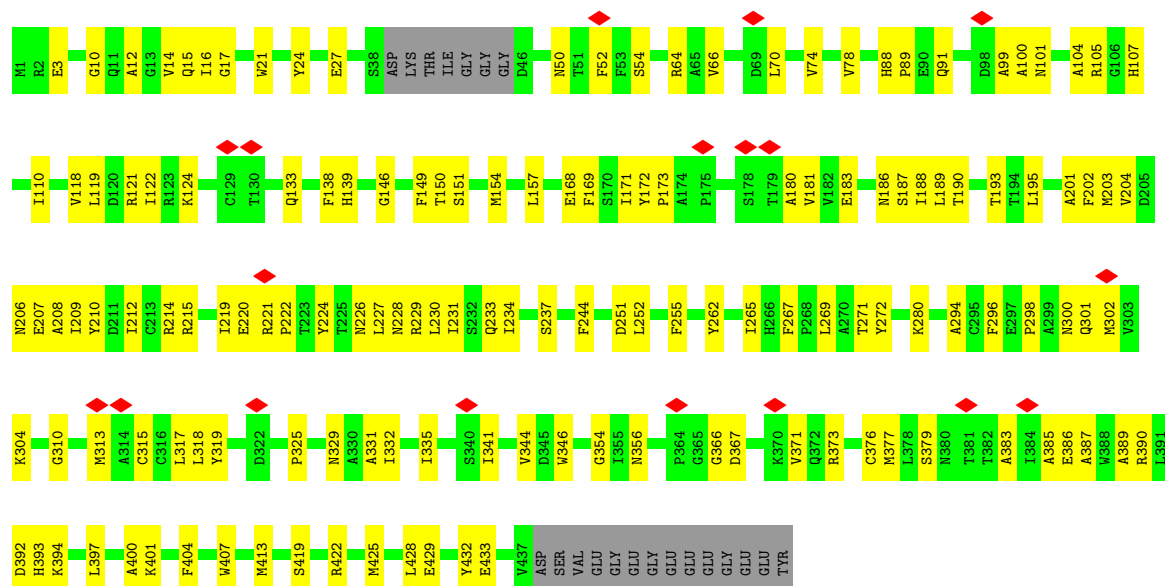 M1 R2 E3 G10 Q11 A12 G13 V14 Q15 I16 G17 W21 Y24 E27 S38 ASP LYS THR ILE GLY GLY GLY D46 N50 T51 F52 F53 S54 R64 A65 V66 D69 L70 V74 V78 H88 P89 E90 Q91 D98 A99 A100 N101 A104 R105 G106 H107
I110 V118 L119 D120 R121 I122 R123 K124 C129 T130 Q133 F138 H139 G146 F149 T150 S151 M154 L157 E168 F169 S170 I171 Y172 P173 A174 P175 S178 T179 A180 V181 V182 E183 N186 S187 I188 L189 T190 T193 T194 L195 A201 F202 M203 V204 D205
N206 E207 A208 I209 Y210 D211 I212 C213 R214 R215 I219 E220 R221 P222 T223 Y224 T225 N226 L227 N228 R229 L230 I231 S232 Q233 I234 S237 F244 D251 L252 F255 Y262 I265 H266 F267 P268 L269 A270 T271 Y272 K280 A294 C295 F296 E297 P298 A299 N300 Q301 M302 V303
K304 G310 M313 A314 C315 C316 L317 L318 Y319 D322 P325 N329 A330 A331 I332 I335 S340 I341 V344 D345 W346 G354 I355 N356 P364 G365 G366 D367 K370 V371 Q372 R373 C376 M377 L378 S379 N380 T381 T382 A383 I384 A385 E386 A387 W388 A389 R390 L391
D392 H393 K394 L397 A400 K401 F404 W407 M413 S419 R422 M425 L428 E429 Y432 E433 V437 ASP SER VAL GLU GLY GLU GLY GLU GLU GLU GLY GLU GLU TYR